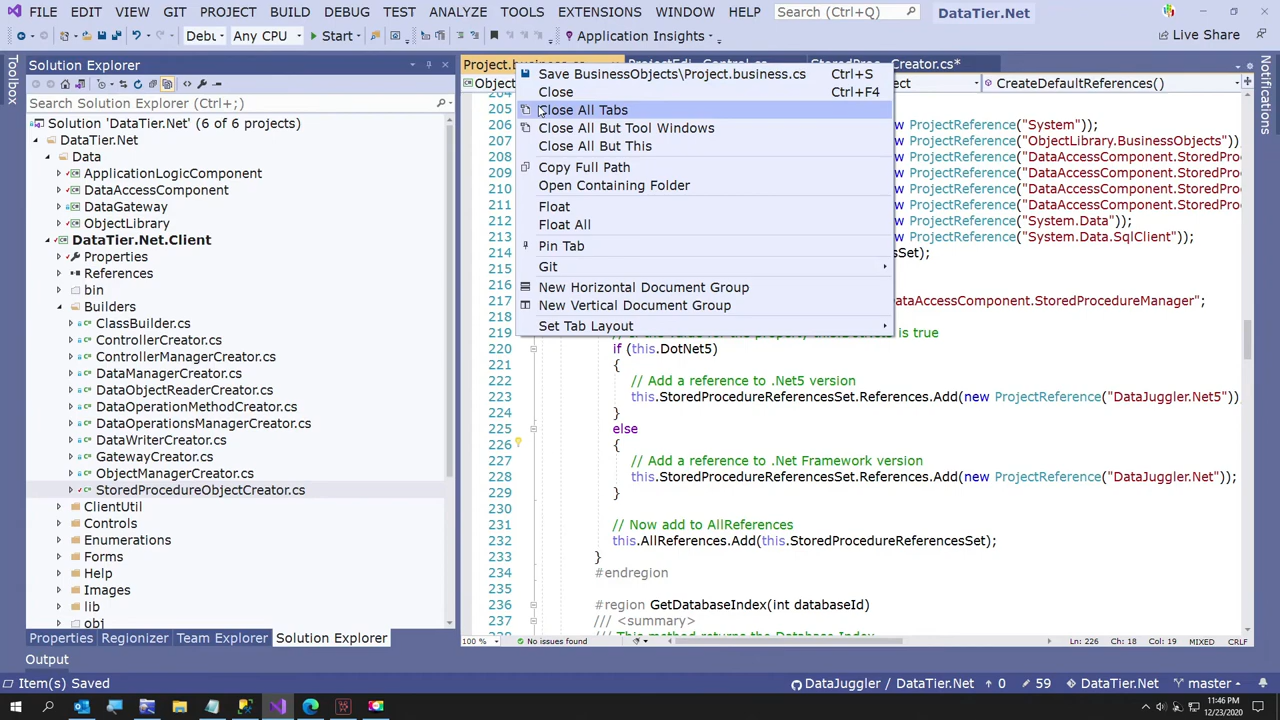 FILE EDIT VIEW GIT PROJECT BUILD DEBUG TEST ANALYZE TOOLS EXTENSIONS WINDOW HELP Search (Ctrl+Q) DataTier.Net
Any CPU Start Application Insights Live Share
Toolbox
Solution Explorer
Search Solution Explorer (Ctrl+;)
Solution 'DataTier.Net' (6 of 6 projects)
DataTier.Net
Data
ApplicationLogicComponent
DataAccessComponent
DataGateway
ObjectLibrary
DataTier.Net.Client
Properties
References
bin
Builders
ClassBuilder.cs
ControllerCreator.cs
ControllerManagerCreator.cs
DataManagerCreator.cs
DataObjectReaderCreator.cs
DataOperationMethodCreator.cs
DataOperationsManagerCreator.cs
DataWriterCreator.cs
GatewayCreator.cs
ObjectManagerCreator.cs
StoredProcedureObjectCreator.cs
ClientUtil
Controls
Enumerations
Forms
Help
Images
lib
obj
Properties Regionizer Team Explorer Solution Explorer
Output
Save BusinessObjects\Project.business.cs Ctrl+S
Close Ctrl+F4
Close All Tabs
Close All But Tool Windows
Close All But This
Copy Full Path
Open Containing Folder
Float
Float All
Pin Tab
Git
New Horizontal Document Group
New Vertical Document Group
Set Tab Layout
CreateDefaultReferences()
205
206 ProjectReference("System"));
207 ProjectReference("ObjectLibrary.BusinessObjects"
208 ProjectReference("DataAccessComponent.StoredPro
209 ProjectReference("DataAccessComponent.StoredPro
210 ProjectReference("DataAccessComponent.StoredPro
211 ProjectReference("DataAccessComponent.StoredPro
212 ProjectReference("System.Data"));
213 ProjectReference("System.Data.SqlClient"));
214
215
216
217 DataAccessComponent.StoredProcedureManager";
218
219 is true
220 if (this.DotNet5)
221 {
222 // Add a reference to .Net5 version
223 this.StoredProcedureReferencesSet.References.Add(new ProjectReference("DataJuggler.Net5"))
224 }
225 else
226 {
227 // Add a reference to .Net Framework version
228 this.StoredProcedureReferencesSet.References.Add(new ProjectReference("DataJuggler.Net"));
229 }
230
231 // Now add to AllReferences
232 this.AllReferences.Add(this.StoredProcedureReferencesSet);
233 }
234 #endregion
235
236 #region GetDatabaseIndex(int databaseId)
237 /// <summary>
100 % No issues found Ln: 226 Ch: 18 Col: 19 MIXED CRLF
Notifications
Item(s) Saved DataJuggler / DataTier.Net 0 59 DataTier.Net master
11:46 PM
12/23/2020